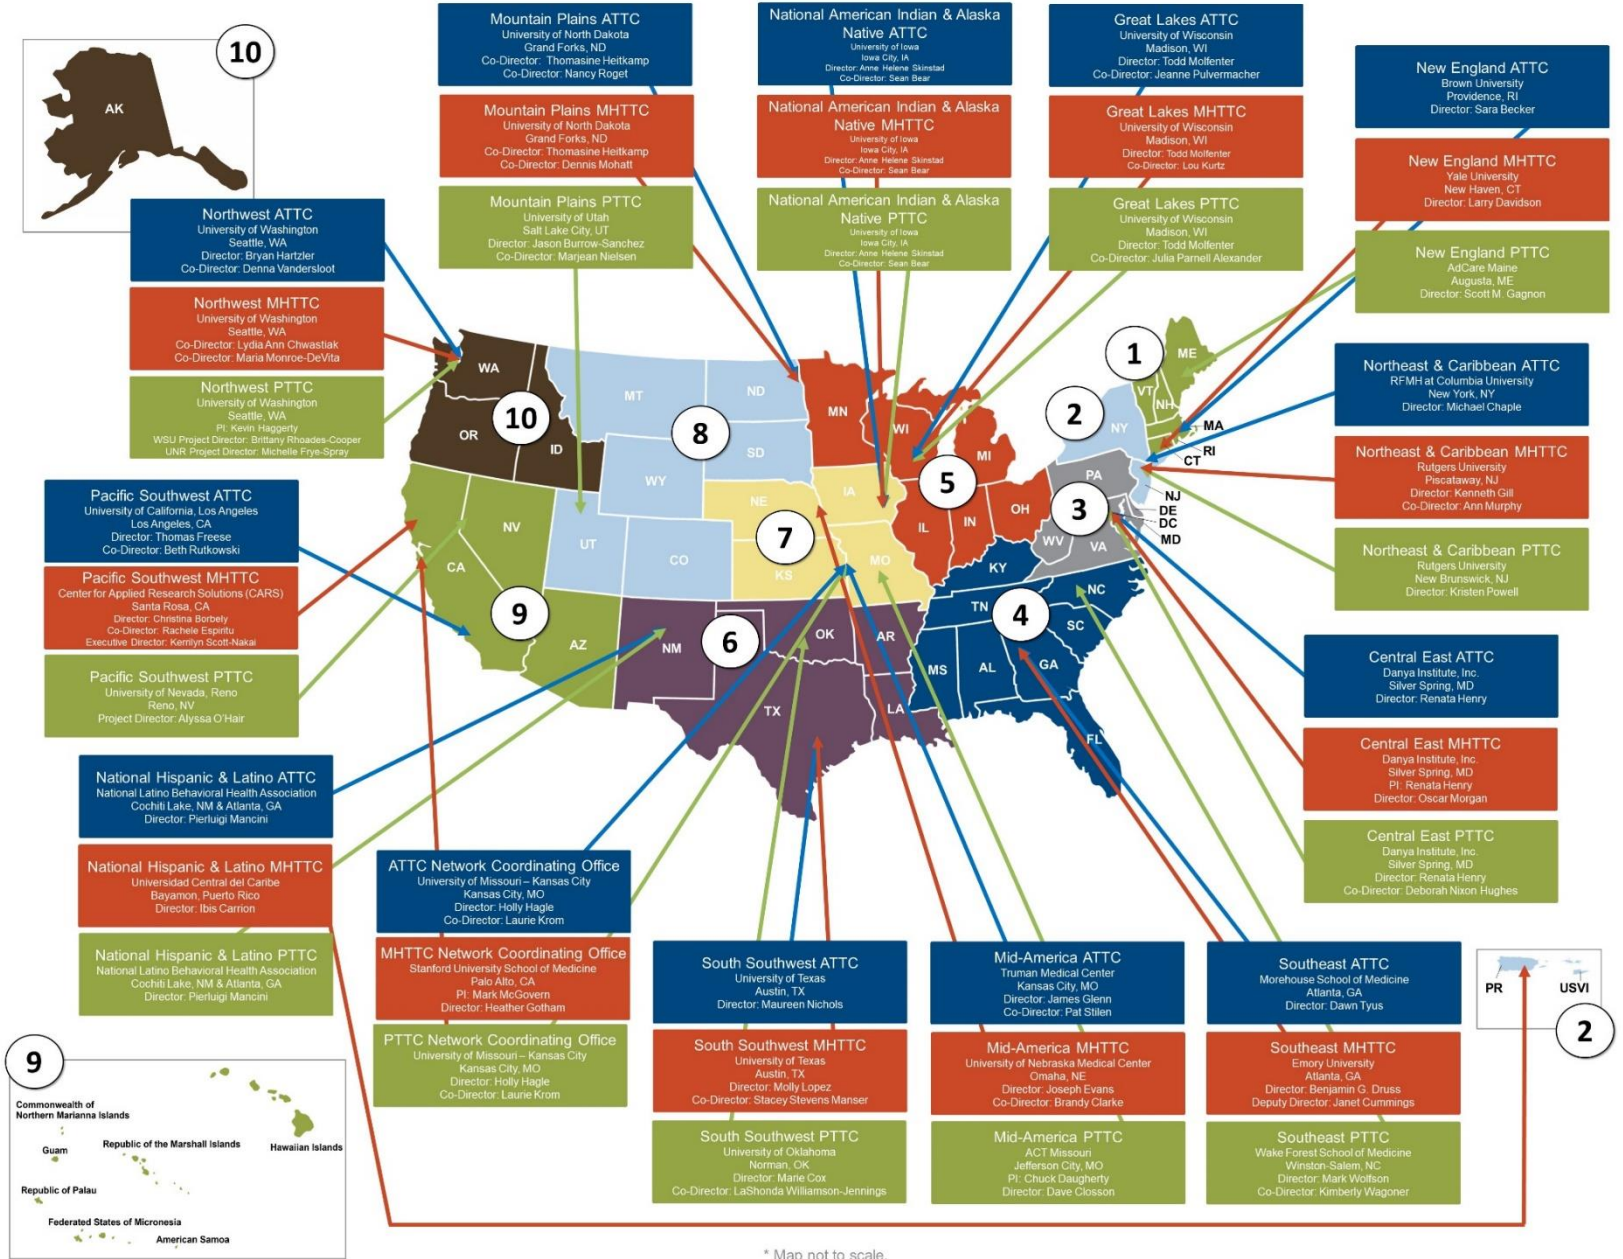 10
AK
Mountain Plains ATTC
University of North Dakota
Grand Forks, ND
Co-Director: Thomasine Heitkamp
Co-Director: Nancy Roget
Mountain Plains MHTTC
University of North Dakota
Grand Forks, ND
Co-Director: Thomasine Heitkamp
Co-Director: Dennis Mohatt
Mountain Plains PTTC
University of Utah
Salt Lake City, UT
Director: Jason Burrow-Sanchez
Co-Director: Marjean Nielsen
National American Indian & Alaska
Native ATTC
University of Iowa
Iowa City, IA
Director: Anne Helene Skinstad
Co-Director: Sean Bear
National American Indian & Alaska
Native MHTTC
University of Iowa
Iowa City, IA
Director: Anne Helene Skinstad
Co-Director: Sean Bear
National American Indian & Alaska
Native PTTC
University of Iowa
Iowa City, IA
Director: Anne Helene Skinstad
Co-Director: Sean Bear
Great Lakes ATTC
University of Wisconsin
Madison, WI
Director: Todd Molfenter
Co-Director: Jeanne Pulvermacher
Great Lakes MHTTC
University of Wisconsin
Madison, WI
Director: Todd Molfenter
Co-Director: Lou Kurtz
Great Lakes PTTC
University of Wisconsin
Madison, WI
Director: Todd Molfenter
Co-Director: Julia Parnell Alexander
New England ATTC
Brown University
Providence, RI
Director: Sara Becker
New England MHTTC
Yale University
New Haven, CT
Director: Larry Davidson
New England PTTC
AdCare Maine
Augusta, ME
Director: Scott M. Gagnon
Northwest ATTC
University of Washington
Seattle, WA
Director: Bryan Hartzler
Co-Director: Denna Vandersloot
Northwest MHTTC
University of Washington
Seattle, WA
Co-Director: Lydia Ann Chwastiak
Co-Director: Maria Monroe-DeVita
Northwest PTTC
University of Washington
Seattle, WA
PI: Kevin Haggerty
WSU Project Director: Brittany Rhoades-Cooper
UNR Project Director: Michelle Frye-Spray
Northeast & Caribbean ATTC
RFMH at Columbia University
New York, NY
Director: Michael Chaple
Northeast & Caribbean MHTTC
Rutgers University
Piscataway, NJ
Director: Kenneth Gill
Co-Director: Ann Murphy
Northeast & Caribbean PTTC
Rutgers University
New Brunswick, NJ
Director: Kristen Powell
Pacific Southwest ATTC
University of California, Los Angeles
Los Angeles, CA
Director: Thomas Freese
Co-Director: Beth Rutkowski
Pacific Southwest MHTTC
Center for Applied Research Solutions (CARS)
Santa Rosa, CA
Director: Christina Borbely
Co-Director: Rachele Espiritu
Executive Director: Kerrilyn Scott-Nakai
Pacific Southwest PTTC
University of Nevada, Reno
Reno, NV
Project Director: Alyssa O'Hair
WA
OR
ID
10
MT
ND
SD
WY
UT
CO
8
NE
IA
KS
MO
7
NV
CA
AZ
9
NM
OK
AR
TX
LA
6
MN
WI
MI
IL
IN
OH
5
KY
TN
NC
SC
MS
AL
GA
FL
4
PA
WV
VA
3
NJ
DE
DC
MD
NY
2
1
ME
VT
NH
MA
RI
CT
Central East ATTC
Danya Institute, Inc.
Silver Spring, MD
Director: Renata Henry
Central East MHTTC
Danya Institute, Inc.
Silver Spring, MD
PI: Renata Henry
Director: Oscar Morgan
Central East PTTC
Danya Institute, Inc.
Silver Spring, MD
Director: Renata Henry
Co-Director: Deborah Nixon Hughes
National Hispanic & Latino ATTC
National Latino Behavioral Health Association
Cochiti Lake, NM & Atlanta, GA
Director: Pierluigi Mancini
National Hispanic & Latino MHTTC
Universidad Central del Caribe
Bayamon, Puerto Rico
Director: Ibis Carrion
National Hispanic & Latino PTTC
National Latino Behavioral Health Association
Cochiti Lake, NM & Atlanta, GA
Director: Pierluigi Mancini
ATTC Network Coordinating Office
University of Missouri – Kansas City
Kansas City, MO
Director: Holly Hagle
Co-Director: Laurie Krom
MHTTC Network Coordinating Office
Stanford University School of Medicine
Palo Alto, CA
PI: Mark McGovern
Director: Heather Gotham
PTTC Network Coordinating Office
University of Missouri – Kansas City
Kansas City, MO
Director: Holly Hagle
Co-Director: Laurie Krom
South Southwest ATTC
University of Texas
Austin, TX
Director: Maureen Nichols
South Southwest MHTTC
University of Texas
Austin, TX
Director: Molly Lopez
Co-Director: Stacey Stevens Manser
South Southwest PTTC
University of Oklahoma
Norman, OK
Director: Marie Cox
Co-Director: LaShonda Williamson-Jennings
Mid-America ATTC
Truman Medical Center
Kansas City, MO
Director: James Glenn
Co-Director: Pat Stilen
Mid-America MHTTC
University of Nebraska Medical Center
Omaha, NE
Director: Joseph Evans
Co-Director: Brandy Clarke
Mid-America PTTC
ACT Missouri
Jefferson City, MO
PI: Chuck Daugherty
Director: Dave Closson
Southeast ATTC
Morehouse School of Medicine
Atlanta, GA
Director: Dawn Tyus
Southeast MHTTC
Emory University
Atlanta, GA
Director: Benjamin G. Druss
Deputy Director: Janet Cummings
Southeast PTTC
Wake Forest School of Medicine
Winston-Salem, NC
Director: Mark Wolfson
Co-Director: Kimberly Wagoner
PR
USVI
2
9
Commonwealth of
Northern Marianna Islands
Guam
Republic of the Marshall Islands
Hawaiian Islands
Republic of Palau
Federated States of Micronesia
American Samoa
* Map not to scale.